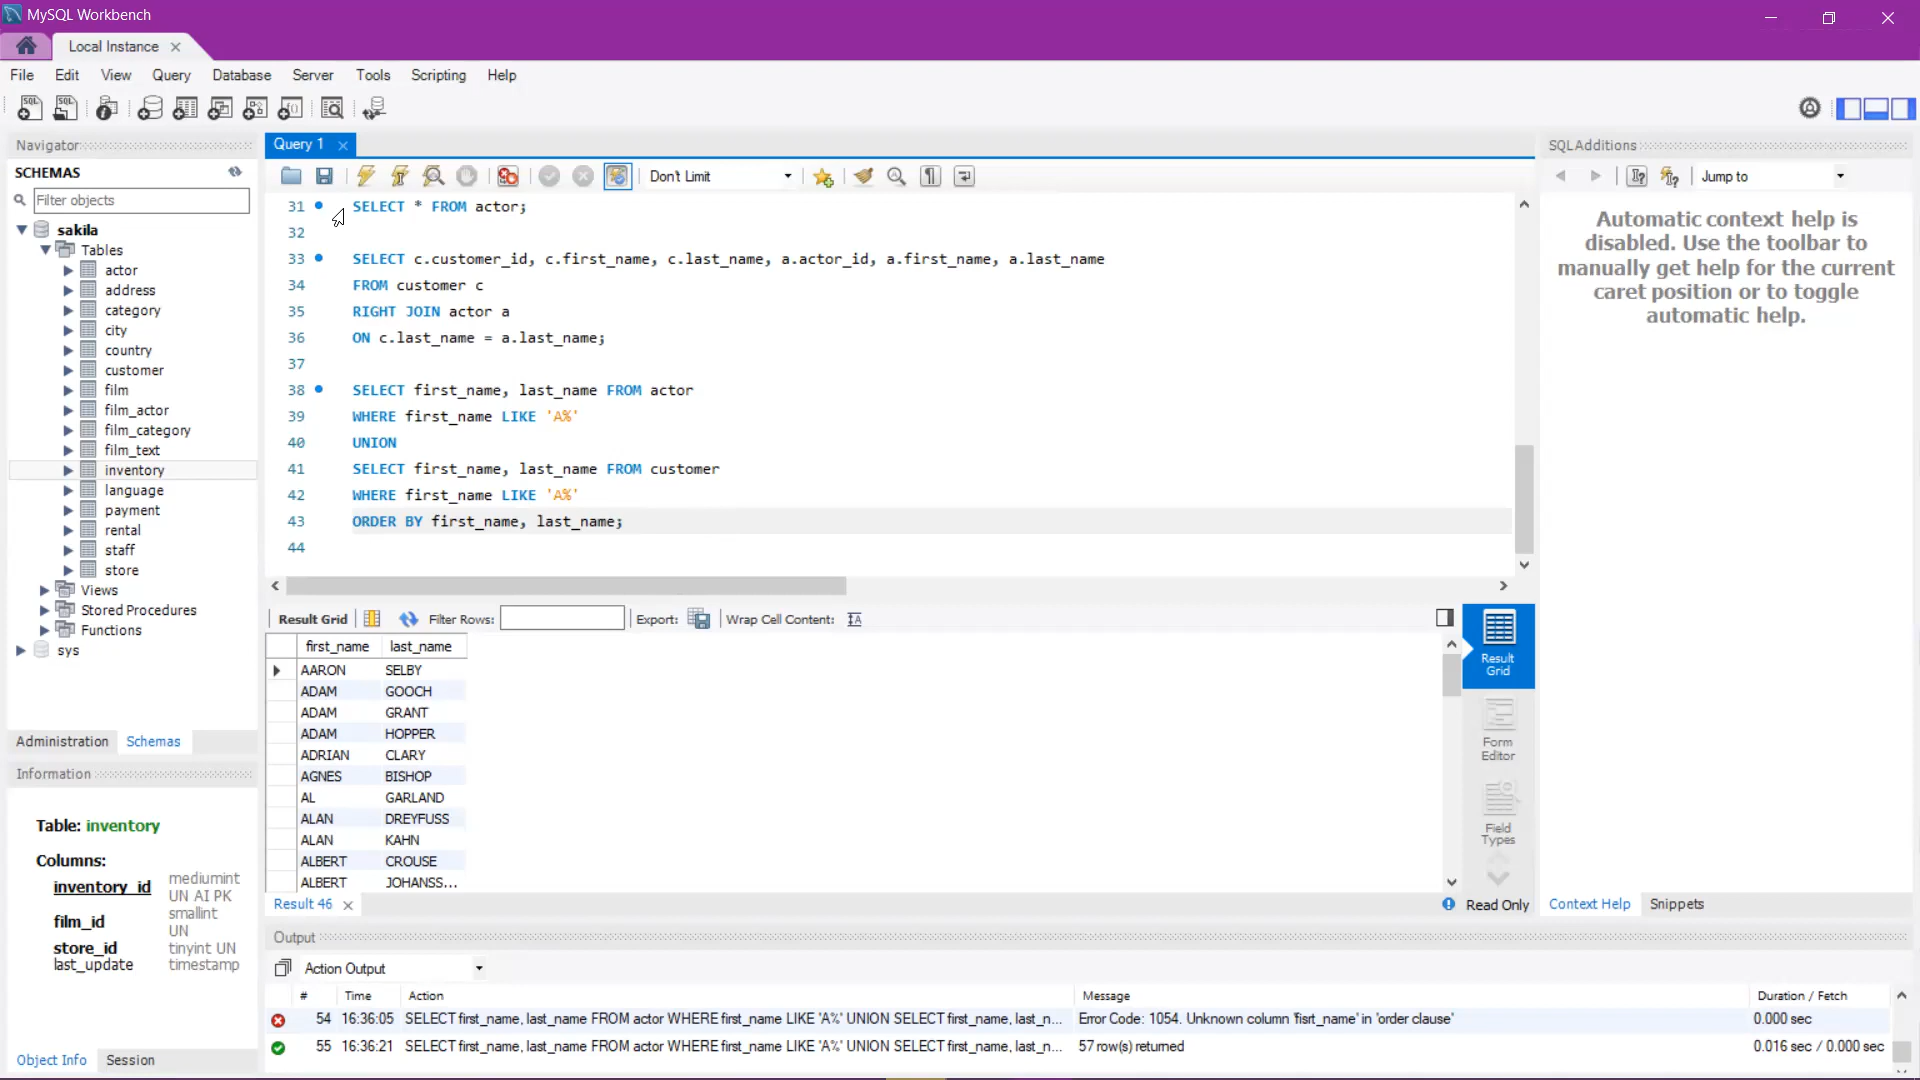 MySQL Workbench
Local Instance
File Edit View Query Database Server Tools Scripting Help
Navigator
SCHEMAS
Filter objects
sakila
Tables
actor
address
category
city
country
customer
film
film_actor
film_category
film_text
inventory
language
payment
rental
staff
store
Views
Stored Procedures
Functions
sys
Administration Schemas
Information
Table: inventory
Columns:
inventory_id mediumint UN AI PK
film_id smallint UN
store_id tinyint UN
last_update timestamp
Object Info Session
Query 1
Don't Limit
31 SELECT * FROM actor;
32
33 SELECT c.customer_id, c.first_name, c.last_name, a.actor_id, a.first_name, a.last_name
34 FROM customer c
35 RIGHT JOIN actor a
36 ON c.last_name = a.last_name;
37
38 SELECT first_name, last_name FROM actor
39 WHERE first_name LIKE 'A%'
40 UNION
41 SELECT first_name, last_name FROM customer
42 WHERE first_name LIKE 'A%'
43 ORDER BY first_name, last_name;
44
Result Grid Filter Rows: Export: Wrap Cell Content:
first_name last_name
AARON SELBY
ADAM GOOCH
ADAM GRANT
ADAM HOPPER
ADRIAN CLARY
AGNES BISHOP
AL GARLAND
ALAN DREYFUSS
ALAN KAHN
ALBERT CROUSE
ALBERT JOHANSS...
Result Grid
Form Editor
Field Types
Result 46
Read Only
SQLAdditions
Jump to
Automatic context help is
disabled. Use the toolbar to
manually get help for the current
caret position or to toggle
automatic help.
Context Help Snippets
Output
Action Output
# Time Action Message Duration / Fetch
54 16:36:05 SELECT first_name, last_name FROM actor WHERE first_name LIKE 'A%' UNION SELECT first_name, last_n... Error Code: 1054. Unknown column 'fisrt_name' in 'order clause' 0.000 sec
55 16:36:21 SELECT first_name, last_name FROM actor WHERE first_name LIKE 'A%' UNION SELECT first_name, last_n... 57 row(s) returned 0.016 sec / 0.000 sec